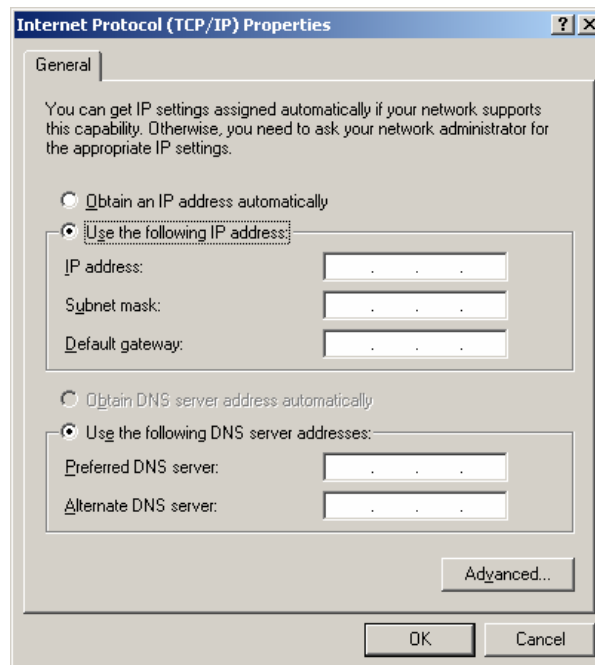 Internet Protocol (TCP/IP) Properties
General
You can get IP settings assigned automatically if your network supports
this capability. Otherwise, you need to ask your network administrator for
the appropriate IP settings.
Obtain an IP address automatically
Use the following IP address:
IP address:
Subnet mask:
Default gateway:
Obtain DNS server address automatically
Use the following DNS server addresses:
Preferred DNS server:
Alternate DNS server:
Advanced...
OK Cancel